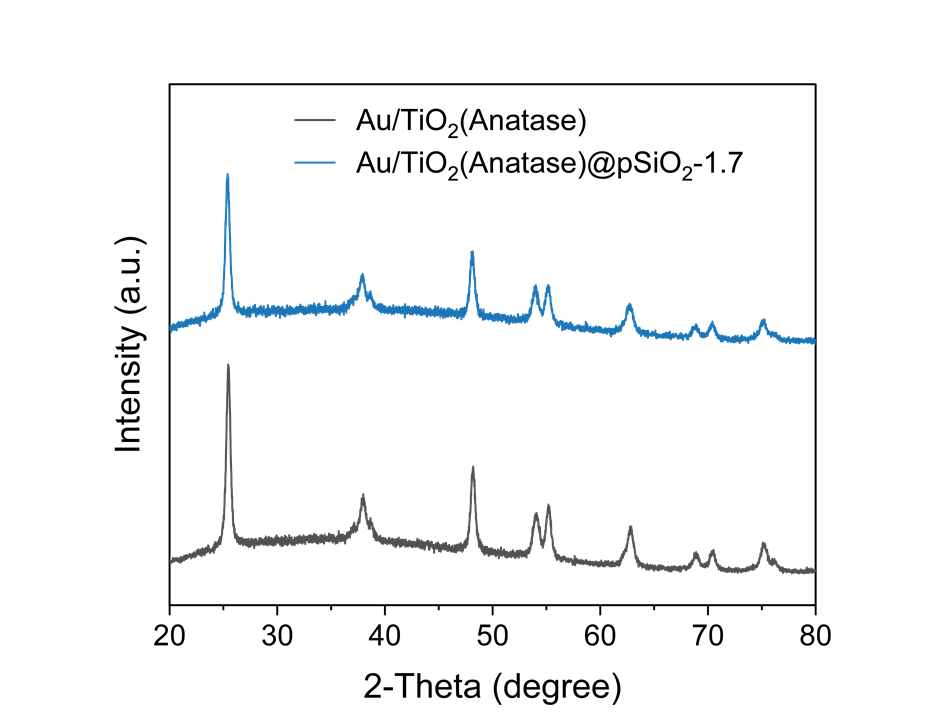 Au/TiO₂(Anatase)
Au/TiO₂(Anatase)@pSiO₂-1.7
Intensity (a.u.)
20 30 40 50 60 70 80
2-Theta (degree)